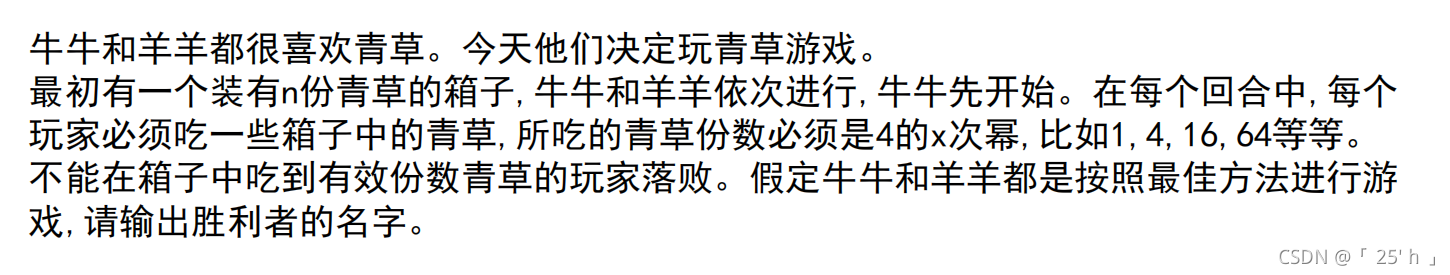 牛牛和羊羊都很喜欢青草。今天他们决定玩青草游戏。
最初有一个装有n份青草的箱子,牛牛和羊羊依次进行,牛牛先开始。在每个回合中,每个
玩家必须吃一些箱子中的青草,所吃的青草份数必须是4的x次幂,比如1,4,16,64等等。
不能在箱子中吃到有效份数青草的玩家落败。假定牛牛和羊羊都是按照最佳方法进行游
戏,请输出胜利者的名字。
CSDN @「 25' h 」